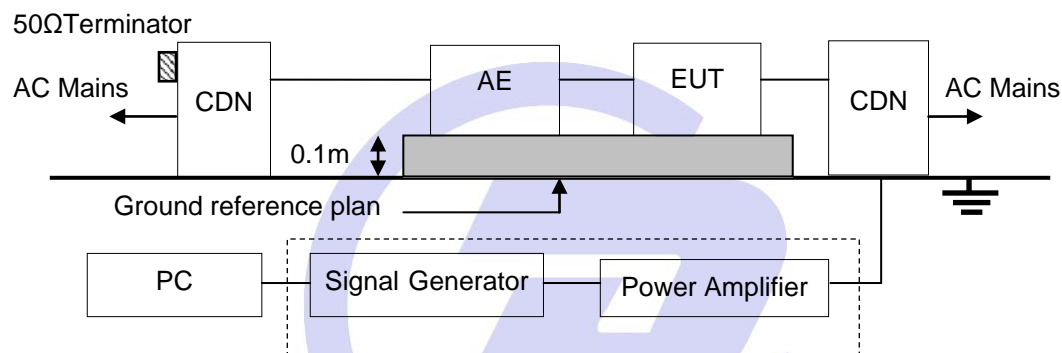 50ΩTerminator
AC Mains
CDN
AE
EUT
CDN
AC Mains
0.1m
Ground reference plan
PC
Signal Generator
Power Amplifier